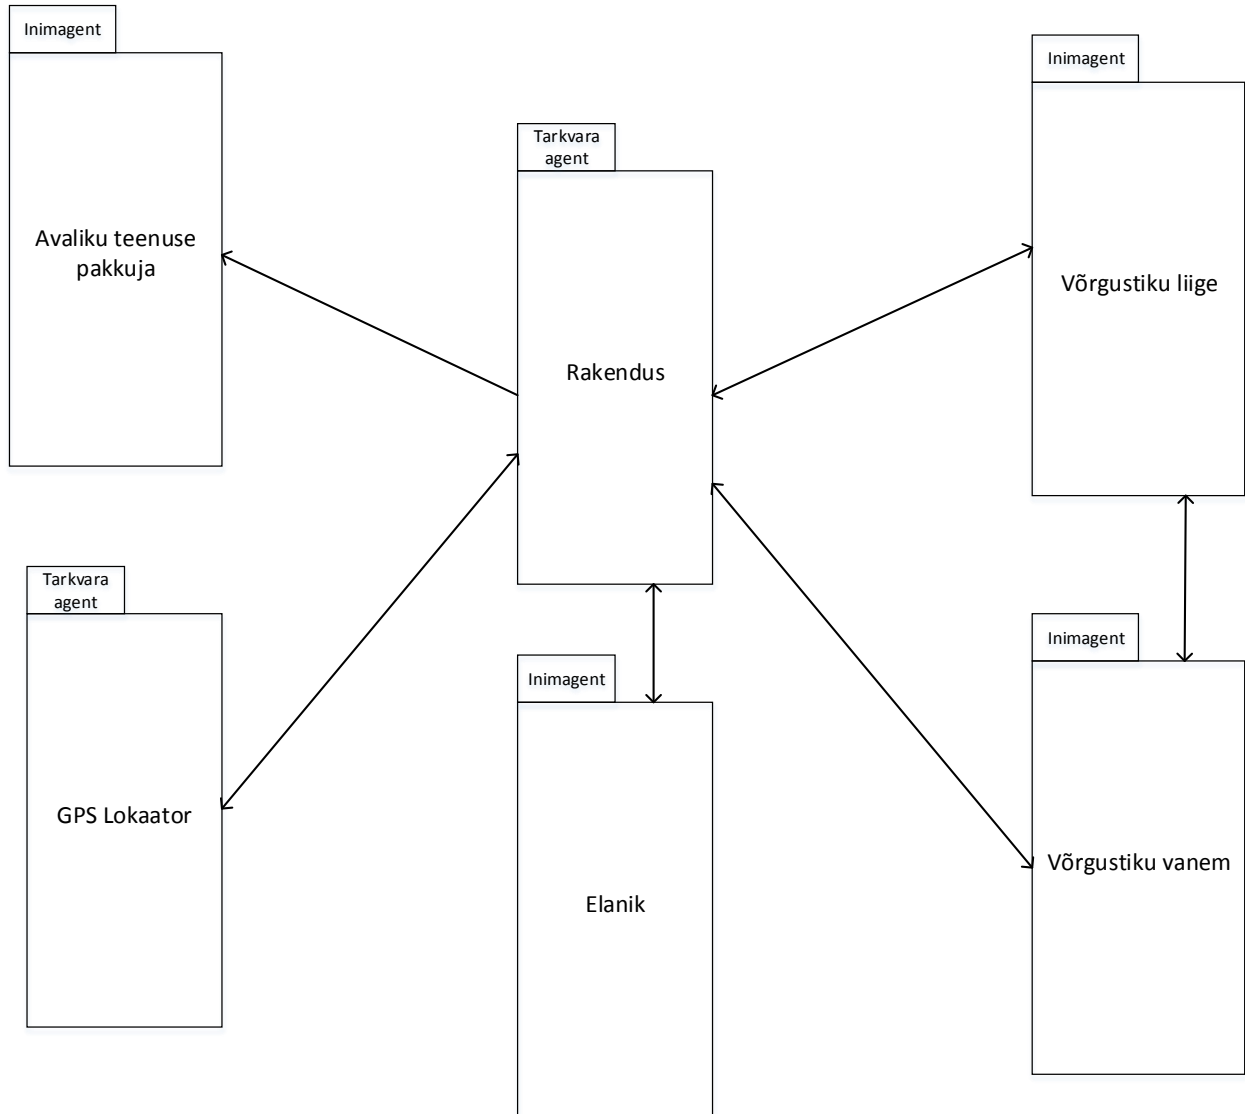 Inimagent
Avaliku teenuse
pakkuja
Tarkvara
agent
Rakendus
Inimagent
Võrgustiku liige
Tarkvara
agent
GPS Lokaator
Inimagent
Elanik
Inimagent
Võrgustiku vanem